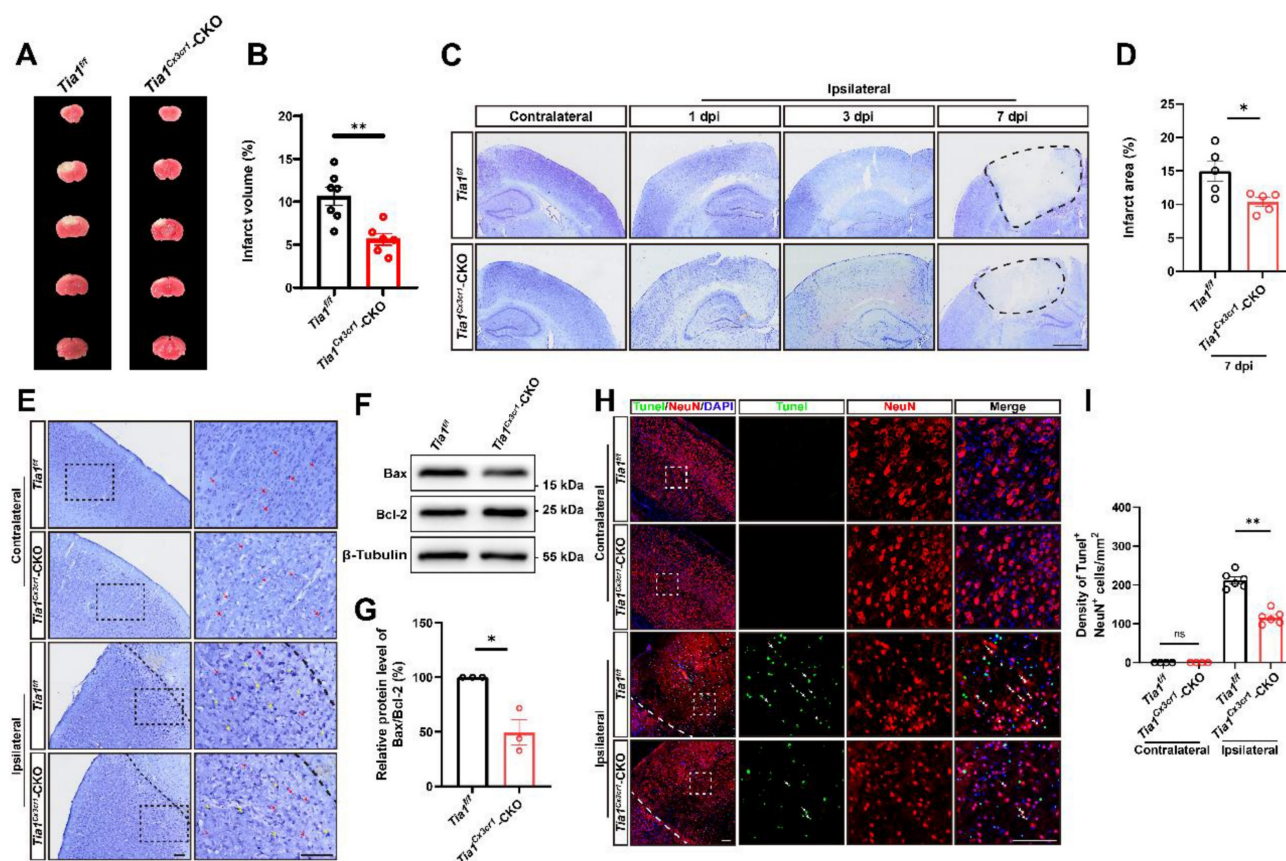 A
Tia1f/f
Tia1Cx3cr1-CKO
B
Infarct volume (%)
20
15
10
5
0
**
Tia1f/f
Tia1Cx3cr1-CKO
C
Ipsilateral
Contralateral
1 dpi
3 dpi
7 dpi
Tia1f/f
Tia1Cx3cr1-CKO
D
Infarct area (%)
25
20
15
10
5
0
*
Tia1f/f
Tia1Cx3cr1-CKO
7 dpi
E
Contralateral
Tia1f/f
Tia1Cx3cr1-CKO
Ipsilateral
Tia1f/f
Tia1Cx3cr1-CKO
F
Tia1f/f
Tia1Cx3cr1-CKO
Bax
15 kDa
Bcl-2
25 kDa
β-Tubulin
55 kDa
G
Relative protein level of
Bax/Bcl-2 (%)
150
100
50
0
*
Tia1f/f
Tia1Cx3cr1-CKO
H
Tunel/NeuN/DAPI
Tunel
NeuN
Merge
Contralateral
Tia1f/f
Tia1Cx3cr1-CKO
Ipsilateral
Tia1f/f
Tia1Cx3cr1-CKO
I
Density of Tunel+
NeuN+ cells/mm2
400
300
200
100
0
ns
**
Tia1f/f
Tia1Cx3cr1-CKO
Tia1f/f
Tia1Cx3cr1-CKO
Contralateral
Ipsilateral